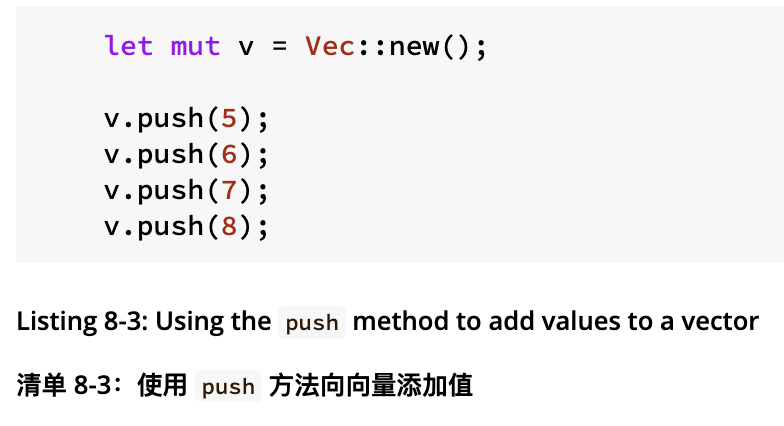 let mut v = Vec::new();
v.push(5);
v.push(6);
v.push(7);
v.push(8);
Listing 8-3: Using the push method to add values to a vector
清单 8-3：使用 push 方法向向量添加值